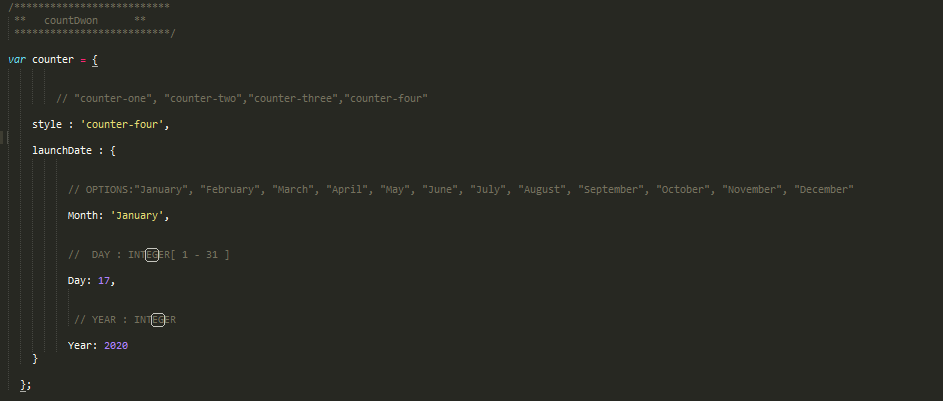 /**************************
** countDwon **
**************************/
var counter = {
// "counter-one", "counter-two","counter-three","counter-four"
style : 'counter-four',
launchDate : {
// OPTIONS:"January", "February", "March", "April", "May", "June", "July", "August", "September", "October", "November", "December"
Month: 'January',
// DAY : INTEGER[ 1 - 31 ]
Day: 17,
// YEAR : INTEGER
Year: 2020
}
};